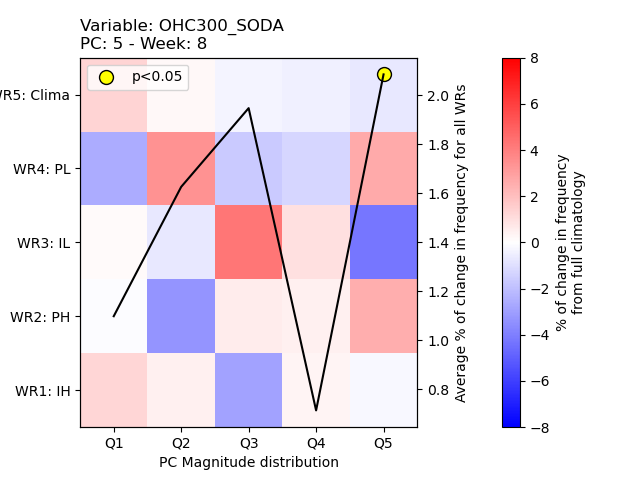 Variable: OHC300_SODA
PC: 5 - Week: 8
p<0.05
WR5: Clima
WR4: PL
WR3: IL
WR2: PH
WR1: IH
Q1 Q2 Q3 Q4 Q5
PC Magnitude distribution
2.0
1.8
1.6
1.4
1.2
1.0
0.8
Average % of change in frequency for all WRs
8
6
4
2
0
−2
−4
−6
−8
% of change in frequency
from full climatology